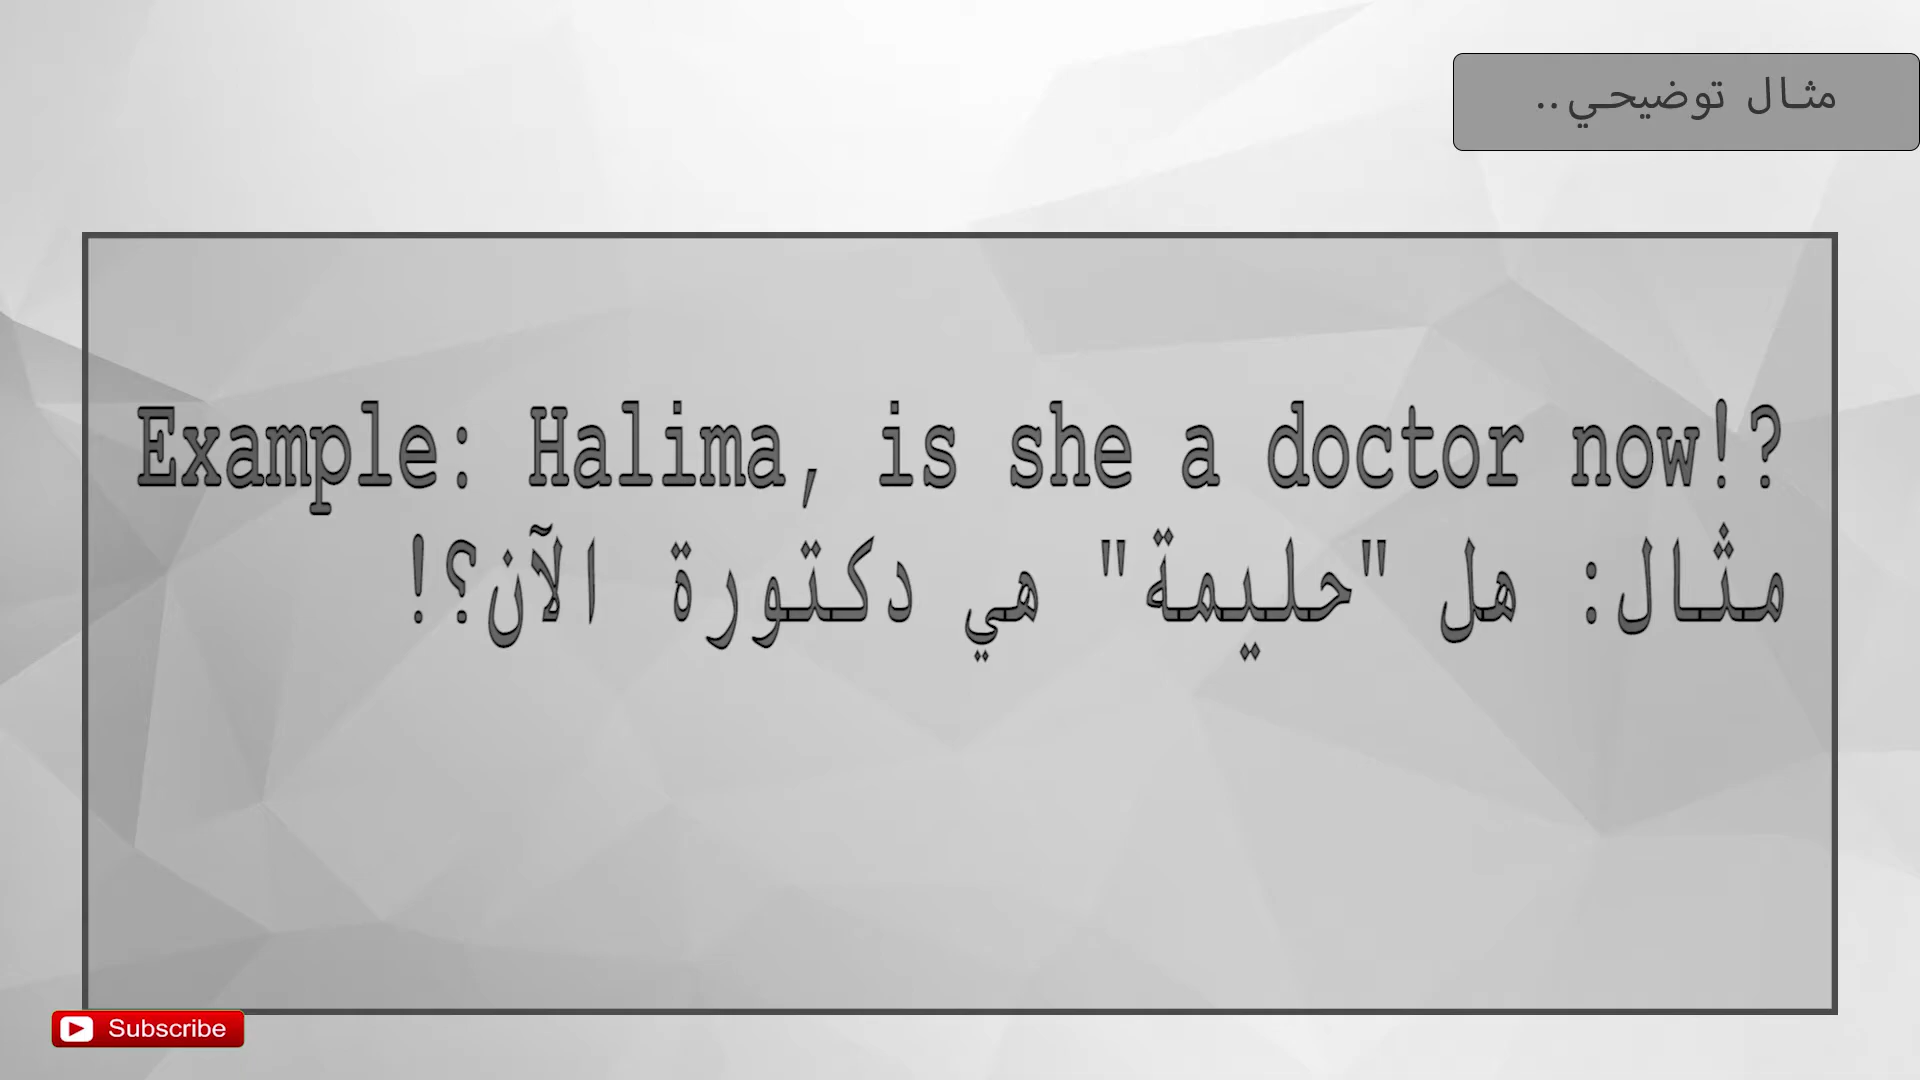 مثال توضيحي..
Example: Halima, is she a doctor now!?
مثال: هل "حليمة" هي دكتورة الآن؟!
Subscribe